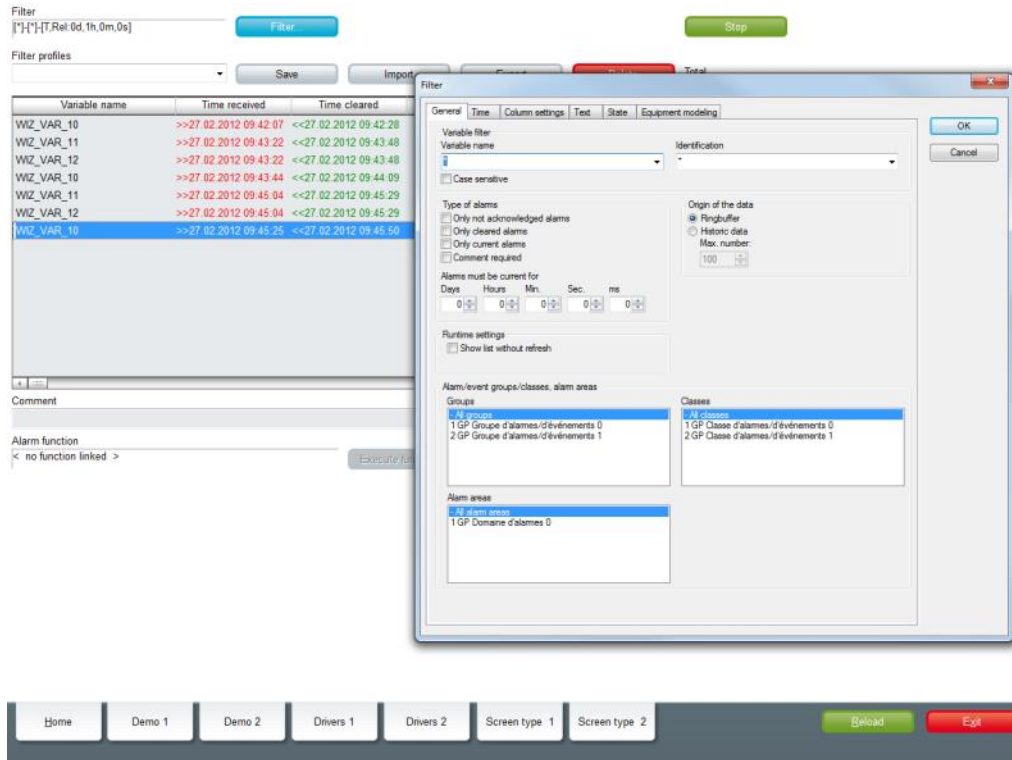 Filter
[*]-[*]-[T,Rel:0d,1h,0m,0s]
Filter...
Stop
Filter profiles
Save
Import
Total
Variable name Time received Time cleared
WIZ_VAR_10 >>27.02.2012 09:42:07 <<27.02.2012 09:42:28
WIZ_VAR_11 >>27.02.2012 09:43:22 <<27.02.2012 09:43:48
WIZ_VAR_12 >>27.02.2012 09:43:22 <<27.02.2012 09:43:48
WIZ_VAR_10 >>27.02.2012 09:43:44 <<27.02.2012 09:44:09
WIZ_VAR_11 >>27.02.2012 09:45:04 <<27.02.2012 09:45:29
WIZ_VAR_12 >>27.02.2012 09:45:04 <<27.02.2012 09:45:29
WIZ_VAR_10 >>27.02.2012 09:45:25 <<27.02.2012 09:45:50
Comment
Alarm function
< no function linked >
Execute fun
Filter
General Time Column settings Text State Equipment modeling
OK
Cancel
Variable filter
Variable name Identification
* *
Case sensitive
Type of alarms
Only not acknowledged alarms
Only cleared alarms
Only current alarms
Comment required
Origin of the data
Ringbuffer
Historic data
Max. number:
100
Alarms must be current for
Days Hours Min. Sec. ms
0 0 0 0 0
Runtime settings
Show list without refresh
Alarm/event groups/classes, alarm areas
Groups Classes
- All groups - All classes
1 GP Groupe d'alarmes/d'événements 0 1 GP Classe d'alarmes/d'événements 0
2 GP Groupe d'alarmes/d'événements 1 2 GP Classe d'alarmes/d'événements 1
Alarm areas
- All alarm areas
1 GP Domaine d'alarmes 0
Home Demo 1 Demo 2 Drivers 1 Drivers 2 Screen type 1 Screen type 2 Reload Exit